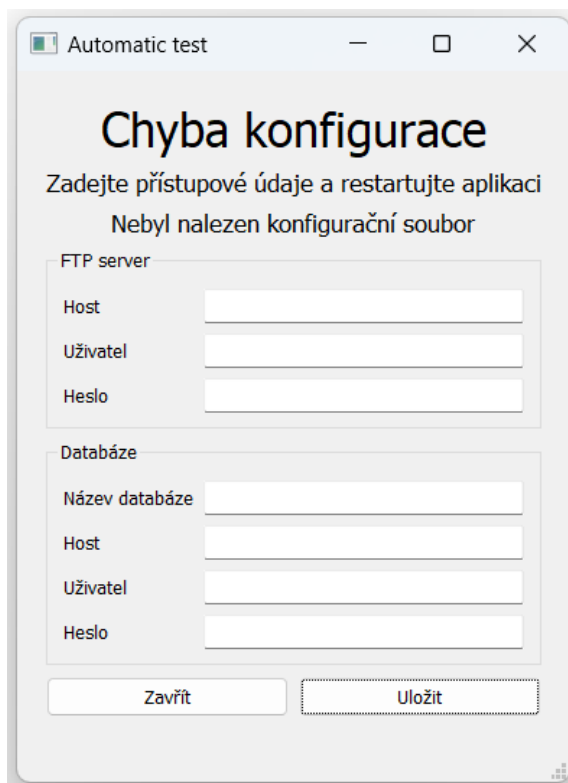 Automatic test
Chyba konfigurace
Zadejte přístupové údaje a restartujte aplikaci
Nebyl nalezen konfigurační soubor
FTP server
Host
Uživatel
Heslo
Databáze
Název databáze
Host
Uživatel
Heslo
Zavřít
Uložit